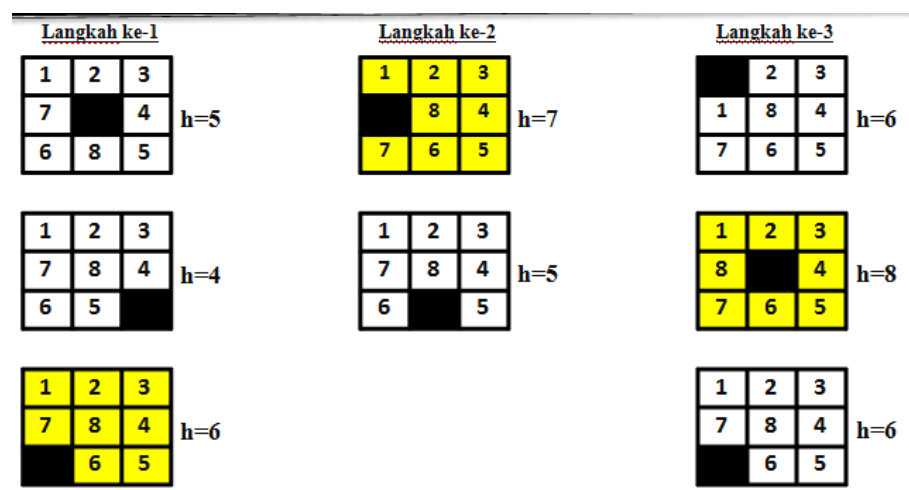 Langkah ke-1
1 2 3
7 4
6 8 5
h=5
1 2 3
7 8 4
6 5
h=4
1 2 3
7 8 4
6 5
h=6
Langkah ke-2
1 2 3
8 4
7 6 5
h=7
1 2 3
7 8 4
6 5
h=5
Langkah ke-3
2 3
1 8 4
7 6 5
h=6
1 2 3
8 4
7 6 5
h=8
1 2 3
7 8 4
6 5
h=6